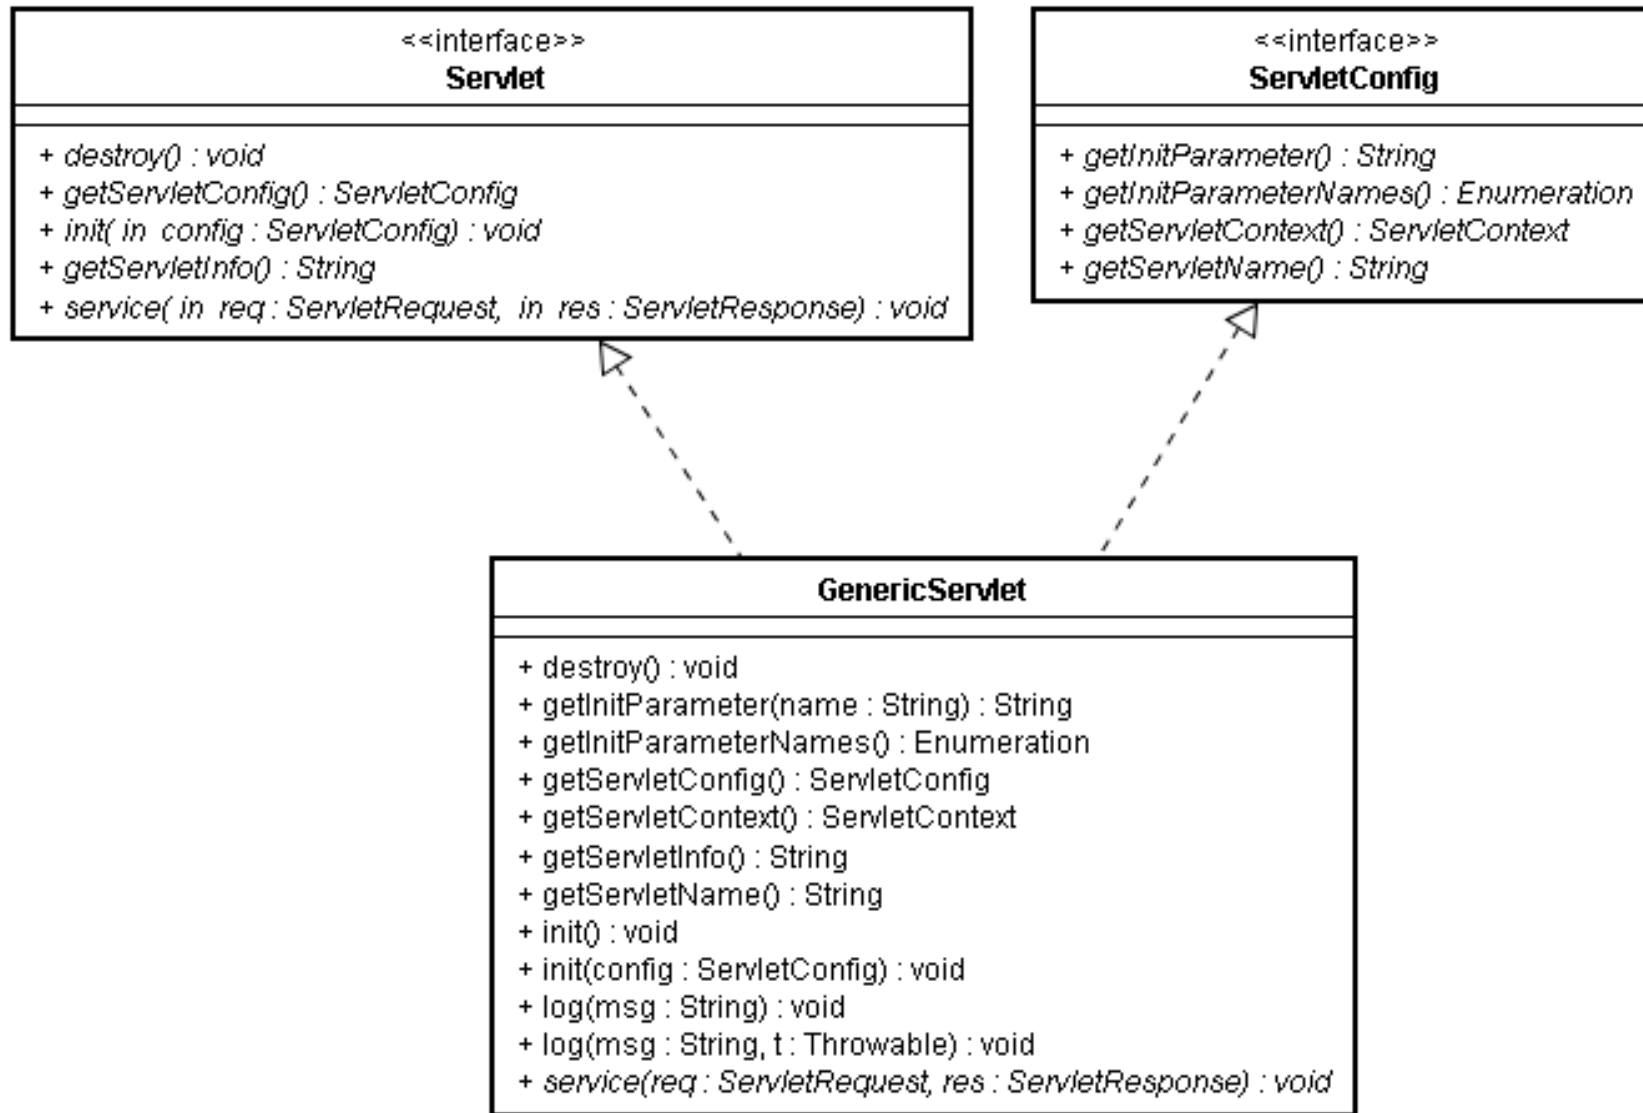 <<interface>>
Servlet
+ destroy() : void
+ getServletConfig() : ServletConfig
+ init( in config : ServletConfig) : void
+ getServletInfo() : String
+ service( in req : ServletRequest, in res : ServletResponse) : void
<<interface>>
ServletConfig
+ getInitParameter() : String
+ getInitParameterNames() : Enumeration
+ getServletContext() : ServletContext
+ getServletName() : String
GenericServlet
+ destroy() : void
+ getInitParameter(name : String) : String
+ getInitParameterNames() : Enumeration
+ getServletConfig() : ServletConfig
+ getServletContext() : ServletContext
+ getServletInfo() : String
+ getServletName() : String
+ init() : void
+ init(config : ServletConfig) : void
+ log(msg : String) : void
+ log(msg : String, t : Throwable) : void
+ service(req : ServletRequest, res : ServletResponse) : void